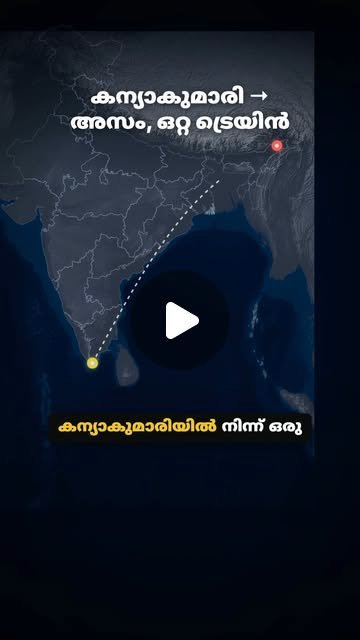 കന്യാകുമാരി →
അസം, ഒറ്റ ട്രെയിൻ
കന്യാകുമാരിയിൽ നിന്ന് ഒരു